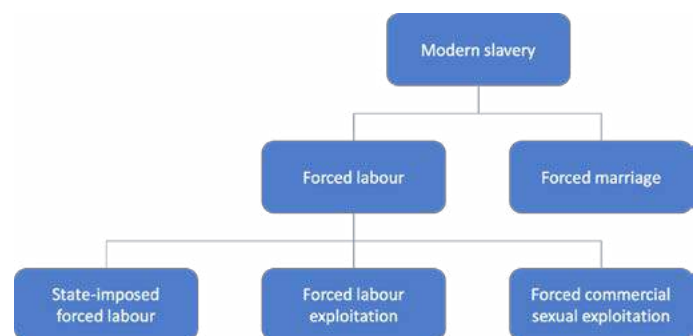 Modern slavery
Forced labour
Forced marriage
State-imposed
forced labour
Forced labour
exploitation
Forced commercial
sexual exploitation